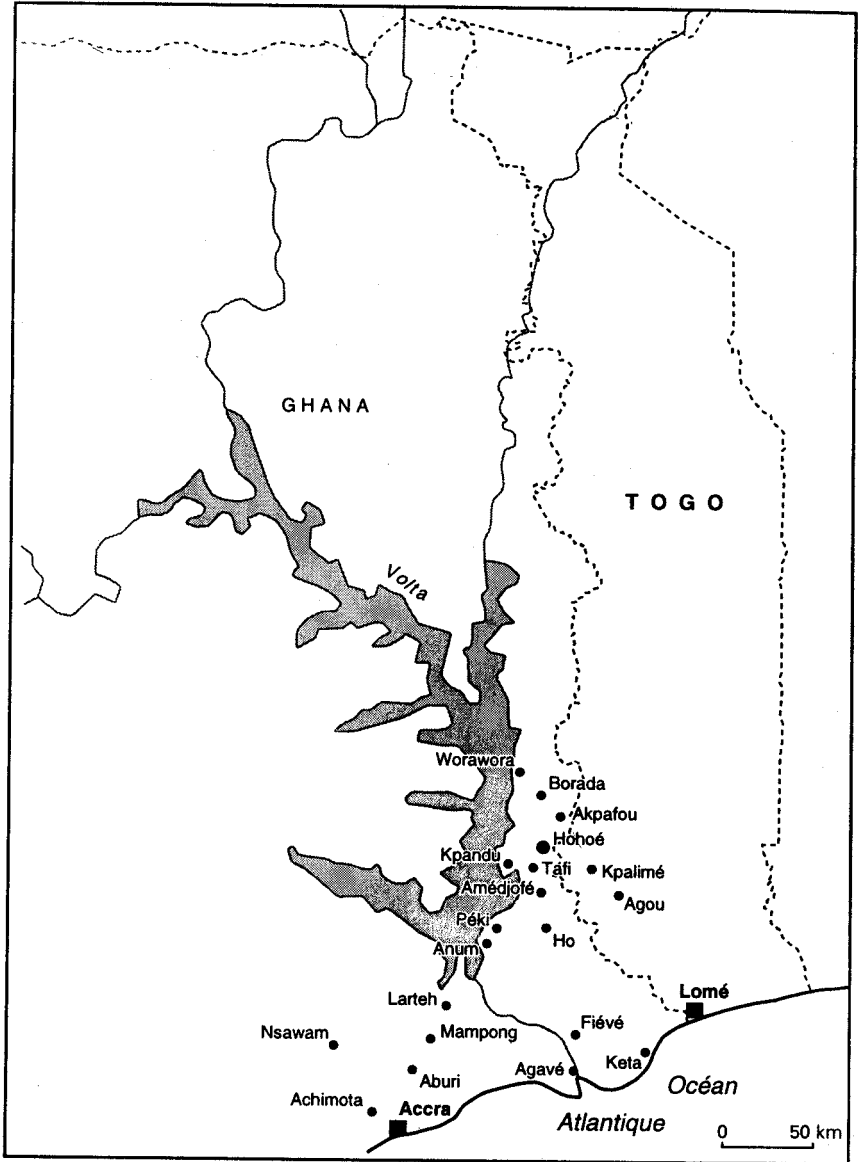 GHANA
TOGO
Volta
Worawora
Borada
Akpafou
Hohoé
Kpandu
Tafi
Kpalimé
Amédjofé
Agou
Péki
Ho
Anum
Lomé
Larteh
Fiévé
Nsawam
Mampong
Keta
Agavé
Aburi
Océan
Achimota
Accra
Atlantique
0 50 km